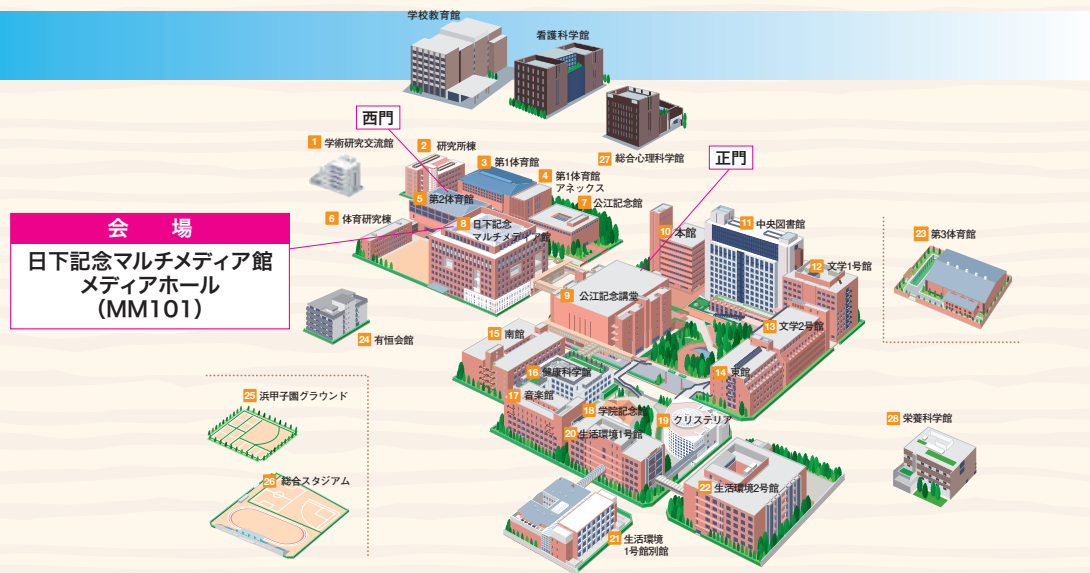 学校教育館
看護科学館
西門
1 学術研究交流館
2 研究所棟
3 第1体育館
4 第1体育館
アネックス
27 総合心理科学館
正門
5 第2体育館
6 体育研究棟
7 公江記念館
8 日下記念
マルチメディア館
会 場
日下記念マルチメディア館
メディアホール
（MM101）
9 公江記念講堂
10 本館
11 中央図書館
12 文学1号館
13 文学2号館
14 東館
23 第3体育館
24 有恒会館
15 南館
16 健康科学館
17 音楽館
18 学院記念館
19 クリステリア
20 生活環境1号館
21 生活環境
1号館別館
22 生活環境2号館
25 浜甲子園グラウンド
26 総合スタジアム
28 栄養科学館